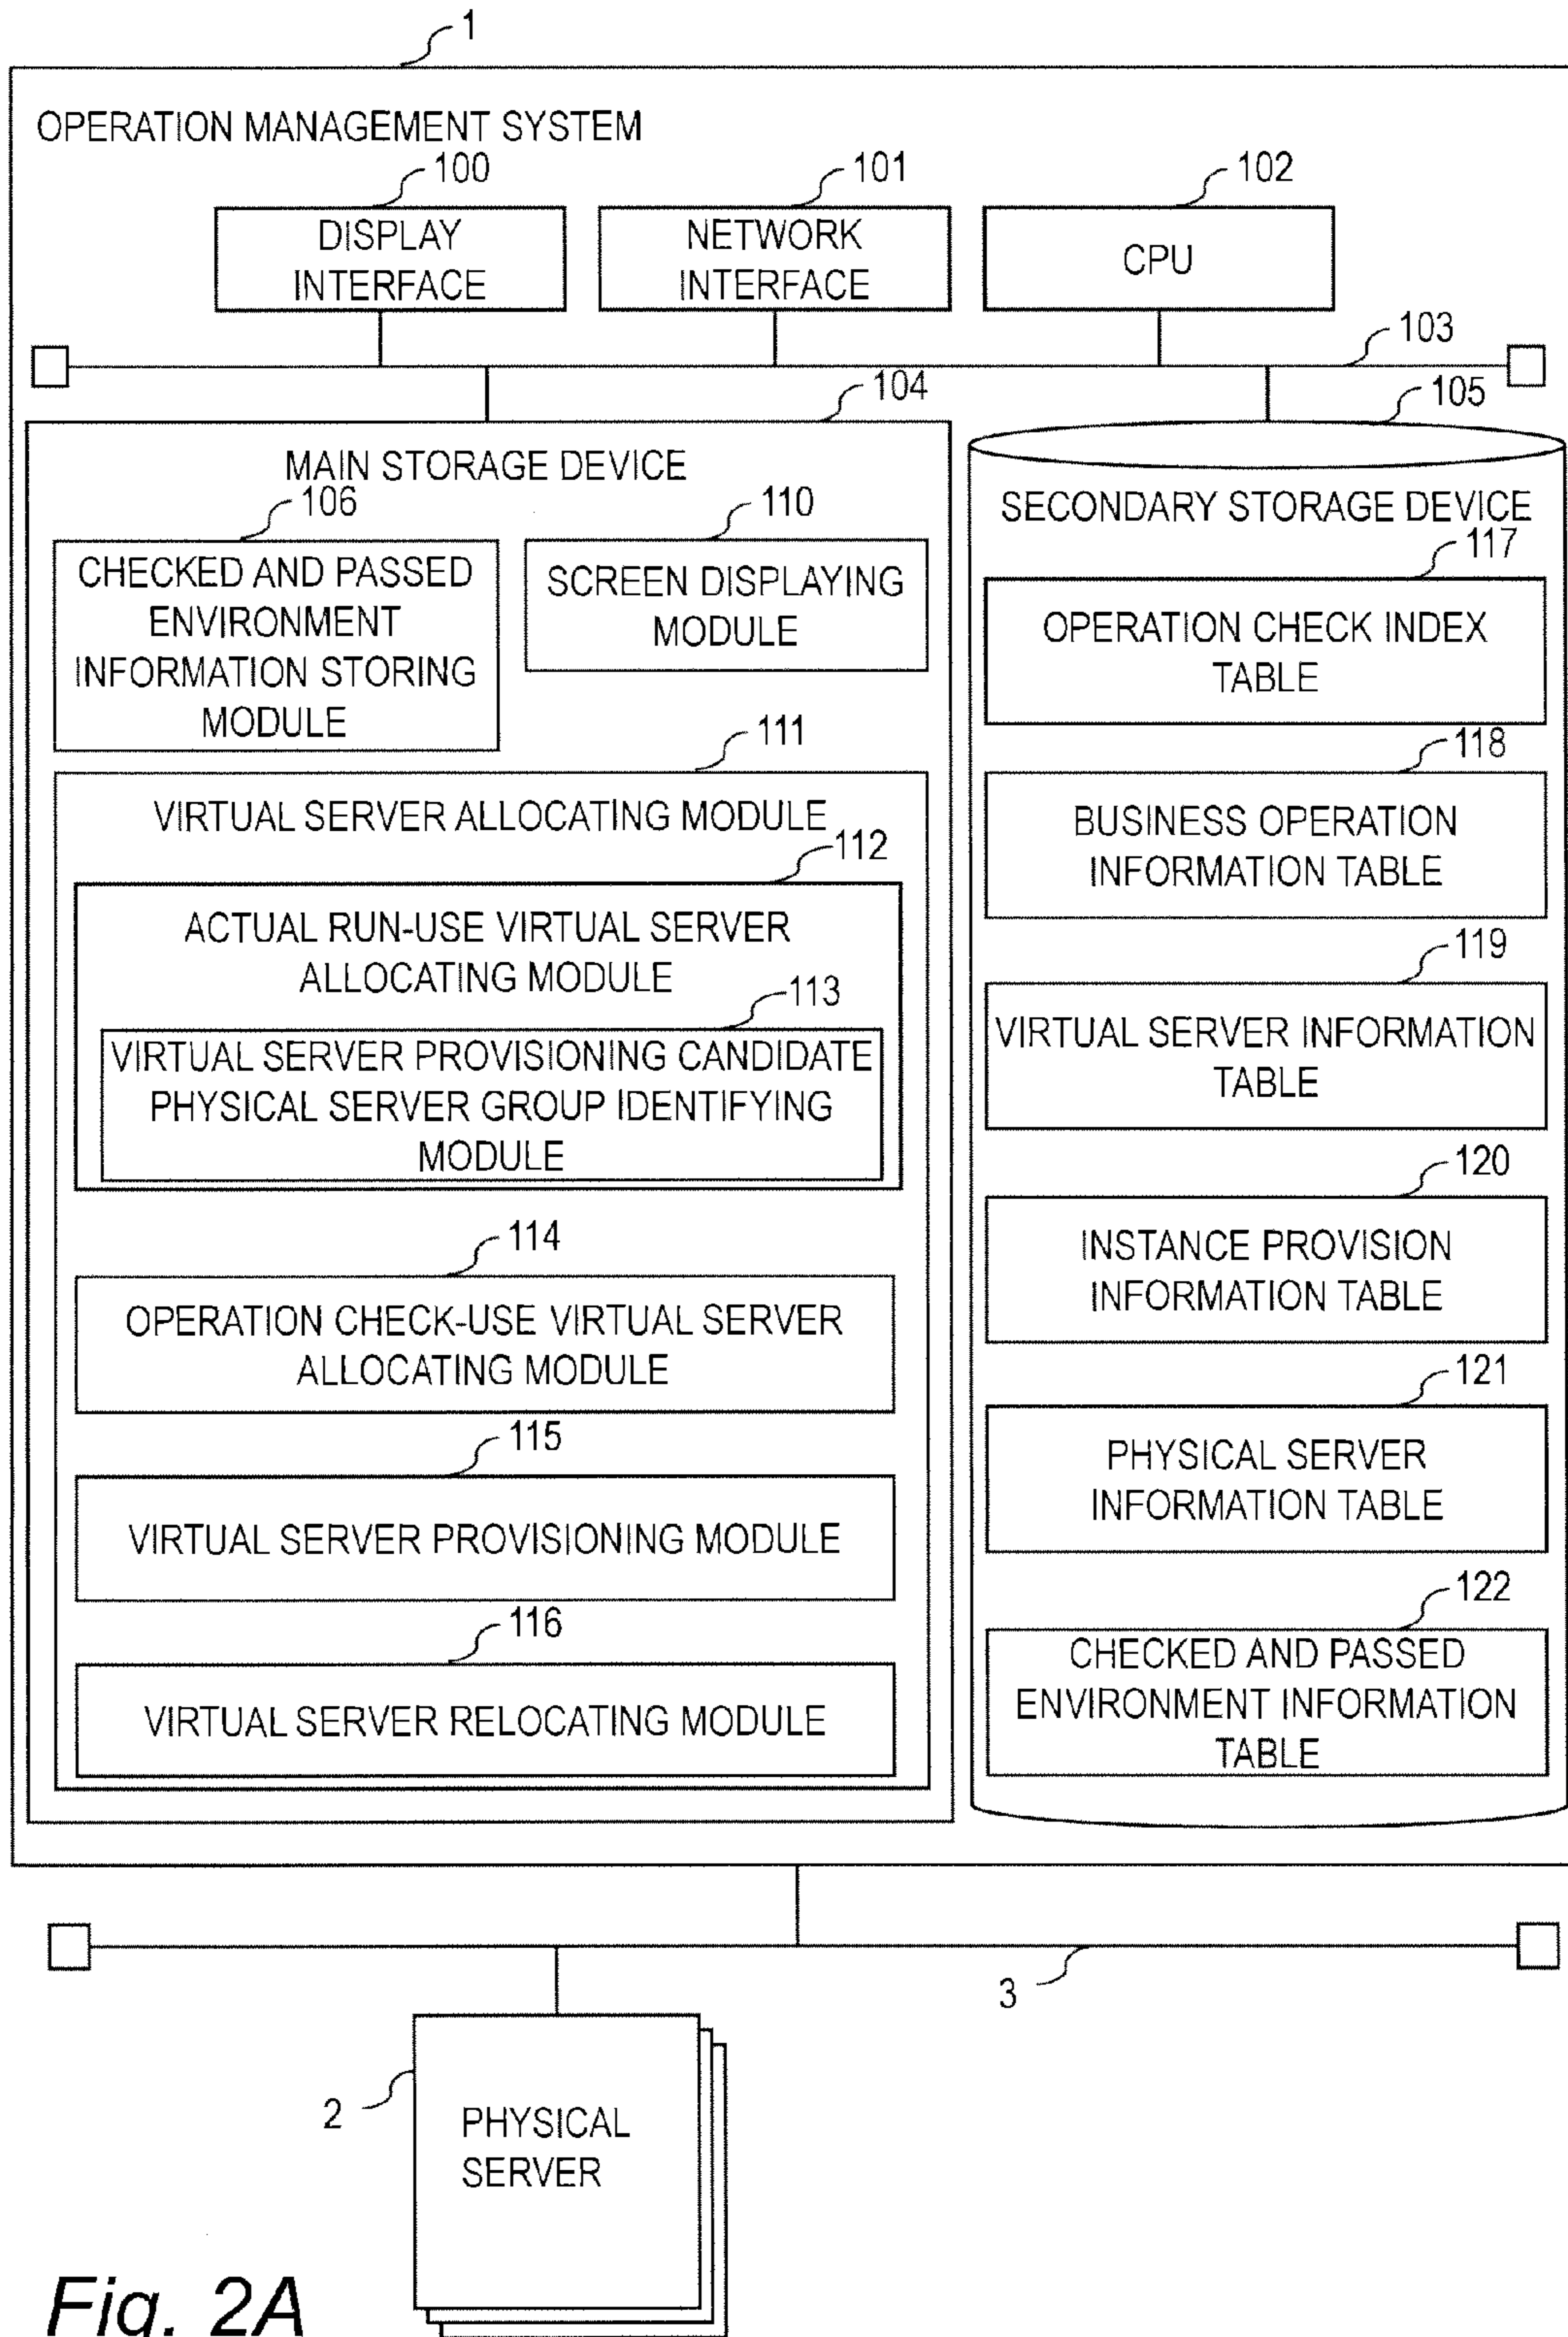 1
OPERATION MANAGEMENT SYSTEM
100
101
102
DISPLAY
INTERFACE
NETWORK
INTERFACE
CPU
103
104
105
MAIN STORAGE DEVICE
106
110
CHECKED AND PASSED
ENVIRONMENT
INFORMATION STORING
MODULE
SCREEN DISPLAYING
MODULE
111
VIRTUAL SERVER ALLOCATING MODULE
112
ACTUAL RUN-USE VIRTUAL SERVER
ALLOCATING MODULE
113
VIRTUAL SERVER PROVISIONING CANDIDATE
PHYSICAL SERVER GROUP IDENTIFYING
MODULE
114
OPERATION CHECK-USE VIRTUAL SERVER
ALLOCATING MODULE
115
VIRTUAL SERVER PROVISIONING MODULE
116
VIRTUAL SERVER RELOCATING MODULE
SECONDARY STORAGE DEVICE
117
OPERATION CHECK INDEX
TABLE
118
BUSINESS OPERATION
INFORMATION TABLE
119
VIRTUAL SERVER INFORMATION
TABLE
120
INSTANCE PROVISION
INFORMATION TABLE
121
PHYSICAL SERVER
INFORMATION TABLE
122
CHECKED AND PASSED
ENVIRONMENT INFORMATION
TABLE
3
2
PHYSICAL
SERVER
Fig. 2A